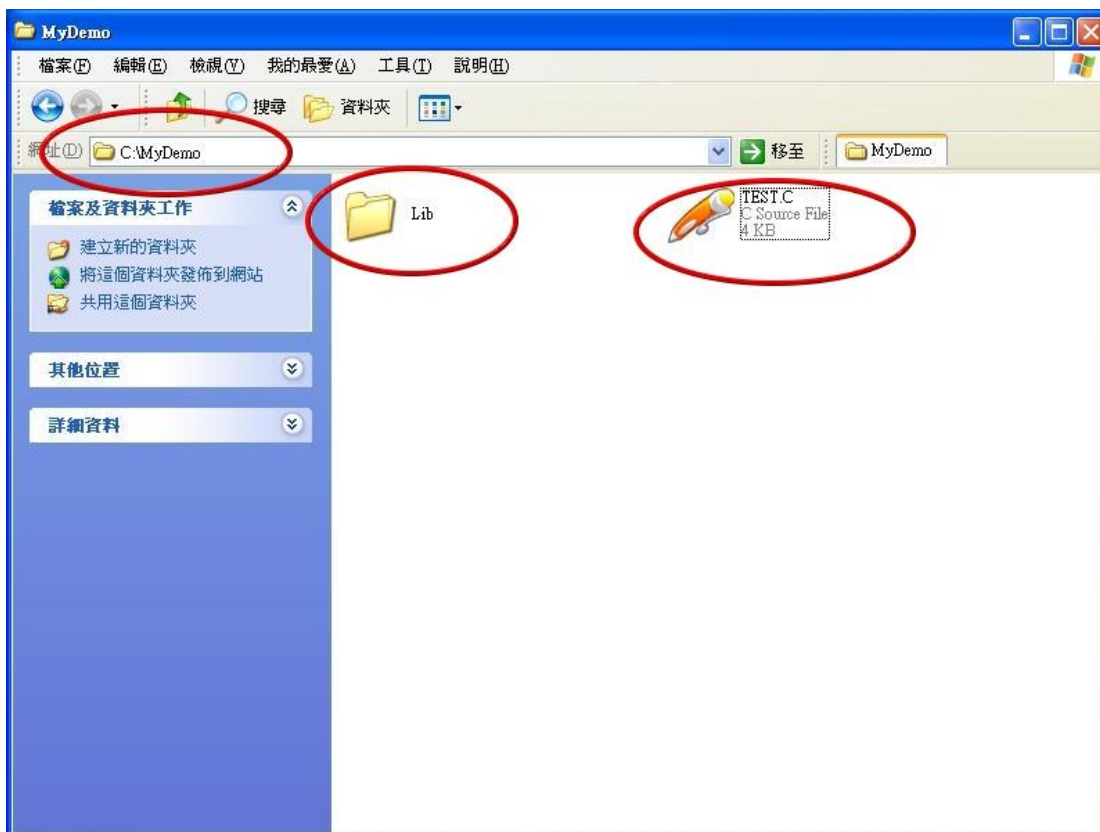 MyDemo
檔案(F) 編輯(E) 檢視(V) 我的最愛(A) 工具(T) 說明(H)
搜尋 資料夾
網址(D) C:\MyDemo 移至 MyDemo
檔案及資料夾工作
建立新的資料夾
將這個資料夾發佈到網站
共用這個資料夾
其他位置
詳細資料
Lib
TEST.C
C Source File
4 KB